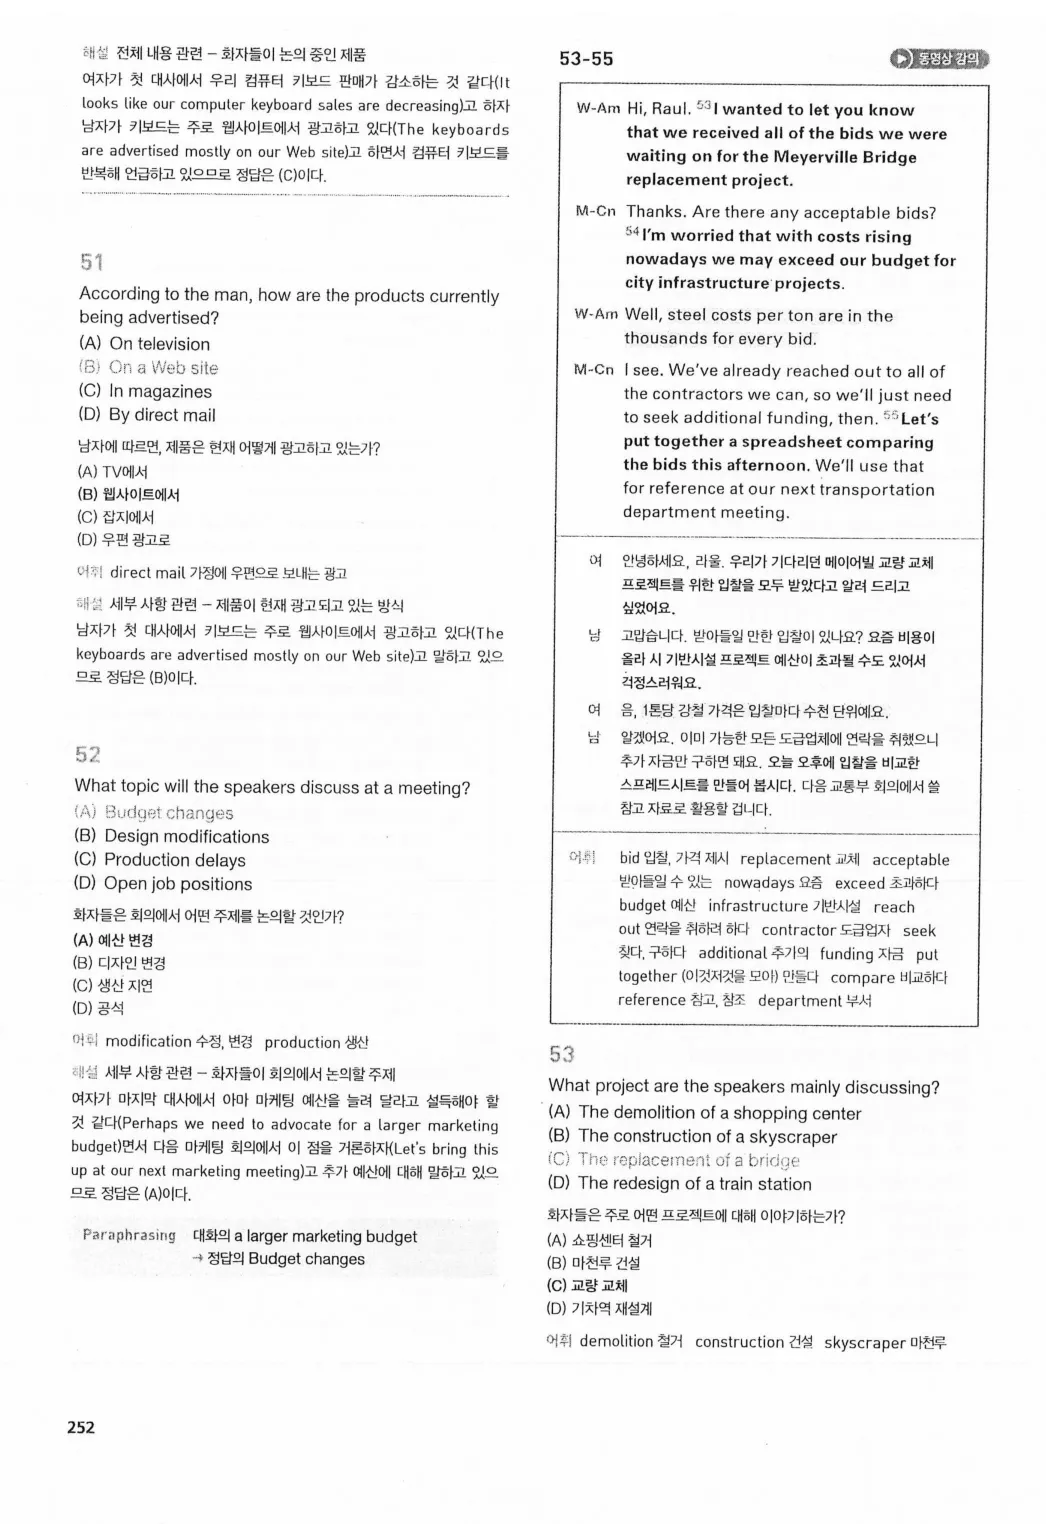 해설 전체 내용 관련 – 화자들이 논의 중인 제품
여자가 첫 대사에서 우리 컴퓨터 키보드 판매가 감소하는 것 같다(It
looks like our computer keyboard sales are decreasing)고 하자
남자가 키보드는 주로 웹사이트에서 광고하고 있다(The keyboards
are advertised mostly on our Web site)고 하면서 컴퓨터 키보드를
반복해 언급하고 있으므로 정답은 (C)이다.
51
According to the man, how are the products currently
being advertised?
(A) On television
(B) On a Web site
(C) In magazines
(D) By direct mail
남자에 따르면, 제품은 현재 어떻게 광고하고 있는가?
(A) TV에서
(B) 웹사이트에서
(C) 잡지에서
(D) 우편 광고로
어휘 direct mail 가정에 우편으로 보내는 광고
해설 세부 사항 관련 – 제품이 현재 광고되고 있는 방식
남자가 첫 대사에서 키보드는 주로 웹사이트에서 광고하고 있다(The
keyboards are advertised mostly on our Web site)고 말하고 있으
므로 정답은 (B)이다.
52
What topic will the speakers discuss at a meeting?
(A) Budget changes
(B) Design modifications
(C) Production delays
(D) Open job positions
화자들은 회의에서 어떤 주제를 논의할 것인가?
(A) 예산 변경
(B) 디자인 변경
(C) 생산 지연
(D) 공석
어휘 modification 수정, 변경 production 생산
해설 세부 사항 관련 – 화자들이 회의에서 논의할 주제
여자가 마지막 대사에서 아마 마케팅 예산을 늘려 달라고 설득해야 할
것 같다(Perhaps we need to advocate for a larger marketing
budget)면서 다음 마케팅 회의에서 이 점을 거론하자(Let's bring this
up at our next marketing meeting)고 추가 예산에 대해 말하고 있으
므로 정답은 (A)이다.
Paraphrasing 대화의 a larger marketing budget
→ 정답의 Budget changes
252
53-55 동영상 강의
W-Am Hi, Raul. 53 I wanted to let you know
that we received all of the bids we were
waiting on for the Meyerville Bridge
replacement project.
M-Cn Thanks. Are there any acceptable bids?
54 I'm worried that with costs rising
nowadays we may exceed our budget for
city infrastructure projects.
W-Am Well, steel costs per ton are in the
thousands for every bid.
M-Cn I see. We've already reached out to all of
the contractors we can, so we'll just need
to seek additional funding, then. 55 Let's
put together a spreadsheet comparing
the bids this afternoon. We'll use that
for reference at our next transportation
department meeting.
여 안녕하세요, 라울. 우리가 기다리던 메이어빌 교량 교체
프로젝트를 위한 입찰을 모두 받았다고 알려 드리고
싶었어요.
남 고맙습니다. 받아들일 만한 입찰이 있나요? 요즘 비용이
올라 시 기반시설 프로젝트 예산이 초과될 수도 있어서
걱정스러워요.
여 음, 1톤당 강철 가격은 입찰마다 수천 단위예요.
남 알겠어요. 이미 가능한 모든 도급업체에 연락을 취했으니
추가 자금만 구하면 돼요. 오늘 오후에 입찰을 비교한
스프레드시트를 만들어 봅시다. 다음 교통부 회의에서 쓸
참고 자료로 활용할 겁니다.
어휘 bid 입찰, 가격 제시 replacement 교체 acceptable
받아들일 수 있는 nowadays 요즘 exceed 초과하다
budget 예산 infrastructure 기반시설 reach
out 연락을 취하려 하다 contractor 도급업자 seek
찾다, 구하다 additional 추가의 funding 자금 put
together (이것저것을 모아) 만들다 compare 비교하다
reference 참고, 참조 department 부서
53
What project are the speakers mainly discussing?
(A) The demolition of a shopping center
(B) The construction of a skyscraper
(C) The replacement of a bridge
(D) The redesign of a train station
화자들은 주로 어떤 프로젝트에 대해 이야기하는가?
(A) 쇼핑센터 철거
(B) 마천루 건설
(C) 교량 교체
(D) 기차역 재설계
어휘 demolition 철거 construction 건설 skyscraper 마천루